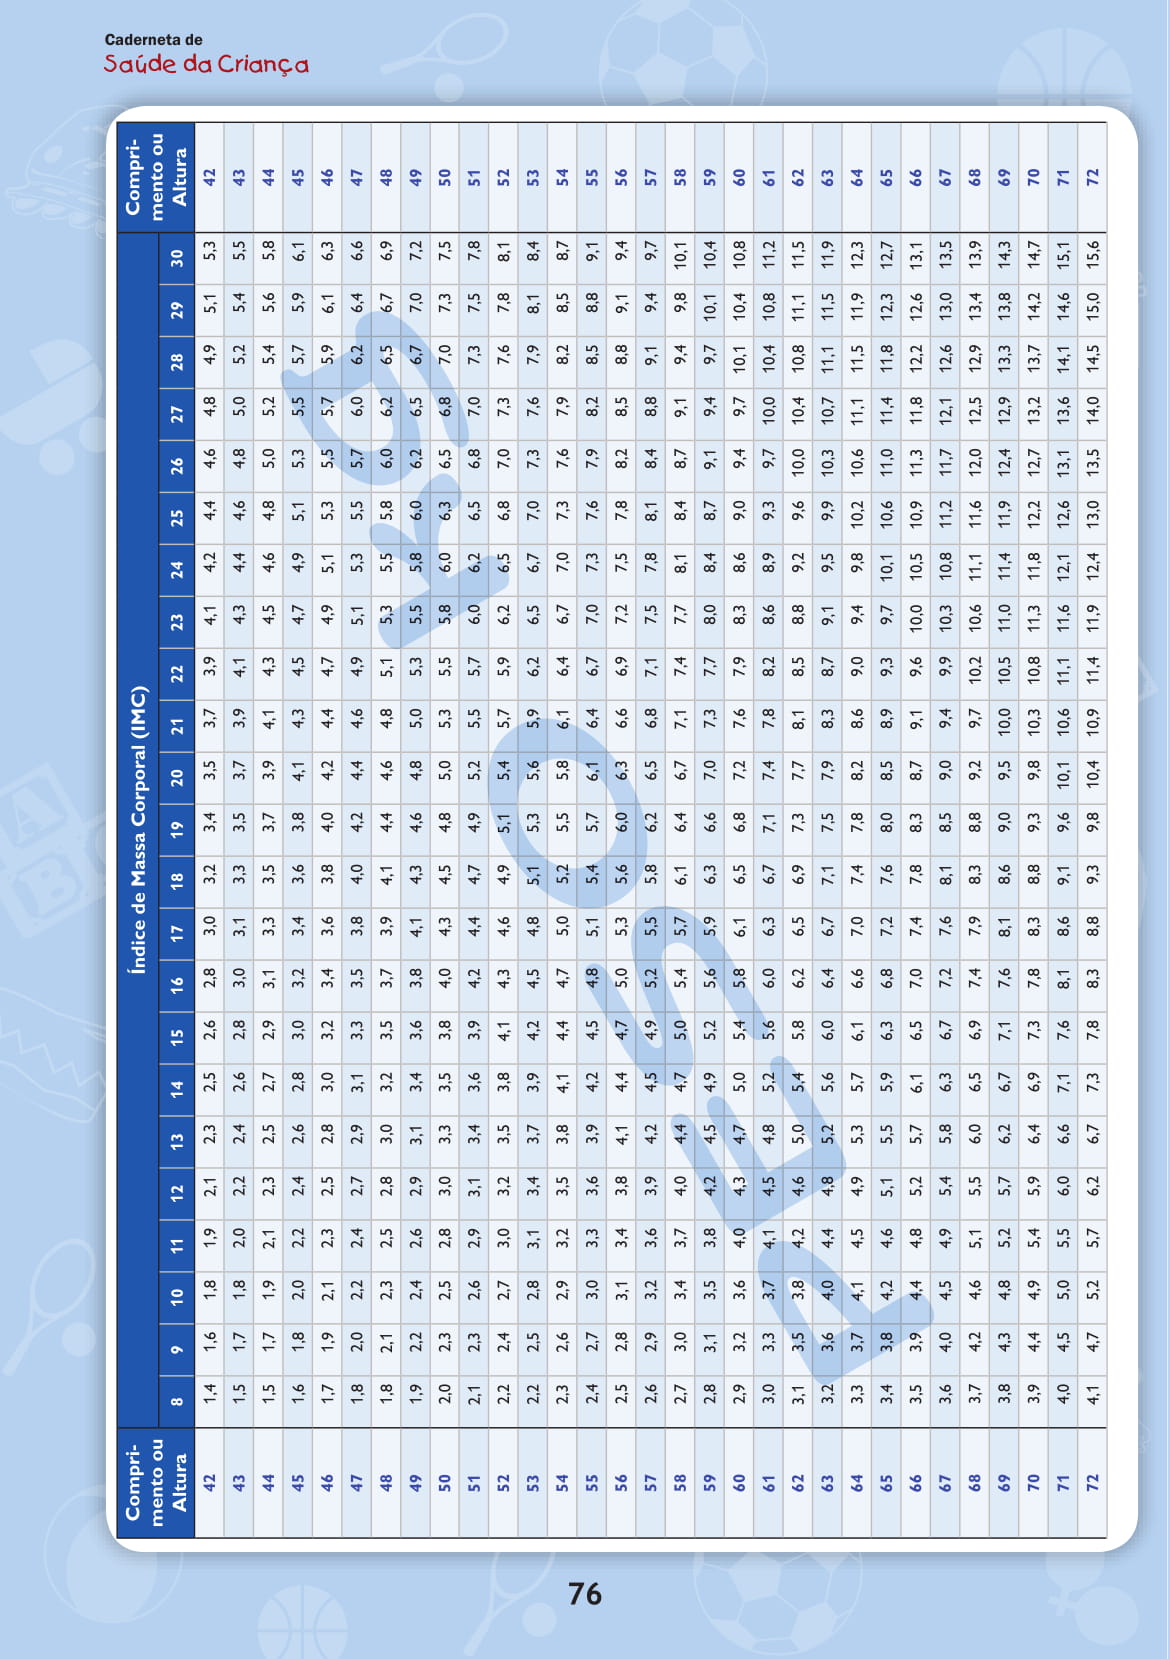 Caderneta de
Saúde da Criança
Compri-mento ou Altura Índice de Massa Corporal (IMC) Compri-mento ou Altura
8 9 10 11 12 13 14 15 16 17 18 19 20 21 22 23 24 25 26 27 28 29 30
42 1,4 1,6 1,8 1,9 2,1 2,3 2,5 2,6 2,8 3,0 3,2 3,4 3,5 3,7 3,9 4,1 4,2 4,4 4,6 4,8 4,9 5,1 5,3 42
43 1,5 1,7 1,8 2,0 2,2 2,4 2,6 2,8 3,0 3,1 3,3 3,5 3,7 3,9 4,1 4,3 4,4 4,6 4,8 5,0 5,2 5,4 5,5 43
44 1,5 1,7 1,9 2,1 2,3 2,5 2,7 2,9 3,1 3,3 3,5 3,7 3,9 4,1 4,3 4,5 4,6 4,8 5,0 5,2 5,4 5,6 5,8 44
45 1,6 1,8 2,0 2,2 2,4 2,6 2,8 3,0 3,2 3,4 3,6 3,8 4,1 4,3 4,5 4,7 4,9 5,1 5,3 5,5 5,7 5,9 6,1 45
46 1,7 1,9 2,1 2,3 2,5 2,8 3,0 3,2 3,4 3,6 3,8 4,0 4,2 4,4 4,7 4,9 5,1 5,3 5,5 5,7 5,9 6,1 6,3 46
47 1,8 2,0 2,2 2,4 2,7 2,9 3,1 3,3 3,5 3,8 4,0 4,2 4,4 4,6 4,9 5,1 5,3 5,5 5,7 6,0 6,2 6,4 6,6 47
48 1,8 2,1 2,3 2,5 2,8 3,0 3,2 3,5 3,7 3,9 4,1 4,4 4,6 4,8 5,1 5,3 5,5 5,8 6,0 6,2 6,5 6,7 6,9 48
49 1,9 2,2 2,4 2,6 2,9 3,1 3,4 3,6 3,8 4,1 4,3 4,6 4,8 5,0 5,3 5,5 5,8 6,0 6,2 6,5 6,7 7,0 7,2 49
50 2,0 2,3 2,5 2,8 3,0 3,3 3,5 3,8 4,0 4,3 4,5 4,8 5,0 5,3 5,5 5,8 6,0 6,3 6,5 6,8 7,0 7,3 7,5 50
51 2,1 2,3 2,6 2,9 3,1 3,4 3,6 3,9 4,2 4,4 4,7 4,9 5,2 5,5 5,7 6,0 6,2 6,5 6,8 7,0 7,3 7,5 7,8 51
52 2,2 2,4 2,7 3,0 3,2 3,5 3,8 4,1 4,3 4,6 4,9 5,1 5,4 5,7 5,9 6,2 6,5 6,8 7,0 7,3 7,6 7,8 8,1 52
53 2,2 2,5 2,8 3,1 3,4 3,7 3,9 4,2 4,5 4,8 5,1 5,3 5,6 5,9 6,2 6,5 6,7 7,0 7,3 7,6 7,9 8,1 8,4 53
54 2,3 2,6 2,9 3,2 3,5 3,8 4,1 4,4 4,7 5,0 5,2 5,5 5,8 6,1 6,4 6,7 7,0 7,3 7,6 7,9 8,2 8,5 8,7 54
55 2,4 2,7 3,0 3,3 3,6 3,9 4,2 4,5 4,8 5,1 5,4 5,7 6,1 6,4 6,7 7,0 7,3 7,6 7,9 8,2 8,5 8,8 9,1 55
56 2,5 2,8 3,1 3,4 3,8 4,1 4,4 4,7 5,0 5,3 5,6 6,0 6,3 6,6 6,9 7,2 7,5 7,8 8,2 8,5 8,8 9,1 9,4 56
57 2,6 2,9 3,2 3,6 3,9 4,2 4,5 4,9 5,2 5,5 5,8 6,2 6,5 6,8 7,1 7,5 7,8 8,1 8,4 8,8 9,1 9,4 9,7 57
58 2,7 3,0 3,4 3,7 4,0 4,4 4,7 5,0 5,4 5,7 6,1 6,4 6,7 7,1 7,4 7,7 8,1 8,4 8,7 9,1 9,4 9,8 10,1 58
59 2,8 3,1 3,5 3,8 4,2 4,5 4,9 5,2 5,6 5,9 6,3 6,6 7,0 7,3 7,7 8,0 8,4 8,7 9,1 9,4 9,7 10,1 10,4 59
60 2,9 3,2 3,6 4,0 4,3 4,7 5,0 5,4 5,8 6,1 6,5 6,8 7,2 7,6 7,9 8,3 8,6 9,0 9,4 9,7 10,1 10,4 10,8 60
61 3,0 3,3 3,7 4,1 4,5 4,8 5,2 5,6 6,0 6,3 6,7 7,1 7,4 7,8 8,2 8,6 8,9 9,3 9,7 10,0 10,4 10,8 11,2 61
62 3,1 3,5 3,8 4,2 4,6 5,0 5,4 5,8 6,2 6,5 6,9 7,3 7,7 8,1 8,5 8,8 9,2 9,6 10,0 10,4 10,8 11,1 11,5 62
63 3,2 3,6 4,0 4,4 4,8 5,2 5,6 6,0 6,4 6,7 7,1 7,5 7,9 8,3 8,7 9,1 9,5 9,9 10,3 10,7 11,1 11,5 11,9 63
64 3,3 3,7 4,1 4,5 4,9 5,3 5,7 6,1 6,6 7,0 7,4 7,8 8,2 8,6 9,0 9,4 9,8 10,2 10,6 11,1 11,5 11,9 12,3 64
65 3,4 3,8 4,2 4,6 5,1 5,5 5,9 6,3 6,8 7,2 7,6 8,0 8,5 8,9 9,3 9,7 10,1 10,6 11,0 11,4 11,8 12,3 12,7 65
66 3,5 3,9 4,4 4,8 5,2 5,7 6,1 6,5 7,0 7,4 7,8 8,3 8,7 9,1 9,6 10,0 10,5 10,9 11,3 11,8 12,2 12,6 13,1 66
67 3,6 4,0 4,5 4,9 5,4 5,8 6,3 6,7 7,2 7,6 8,1 8,5 9,0 9,4 9,9 10,3 10,8 11,2 11,7 12,1 12,6 13,0 13,5 67
68 3,7 4,2 4,6 5,1 5,5 6,0 6,5 6,9 7,4 7,9 8,3 8,8 9,2 9,7 10,2 10,6 11,1 11,6 12,0 12,5 12,9 13,4 13,9 68
69 3,8 4,3 4,8 5,2 5,7 6,2 6,7 7,1 7,6 8,1 8,6 9,0 9,5 10,0 10,5 11,0 11,4 11,9 12,4 12,9 13,3 13,8 14,3 69
70 3,9 4,4 4,9 5,4 5,9 6,4 6,9 7,3 7,8 8,3 8,8 9,3 9,8 10,3 10,8 11,3 11,8 12,2 12,7 13,2 13,7 14,2 14,7 70
71 4,0 4,5 5,0 5,5 6,0 6,6 7,1 7,6 8,1 8,6 9,1 9,6 10,1 10,6 11,1 11,6 12,1 12,6 13,1 13,6 14,1 14,6 15,1 71
72 4,1 4,7 5,2 5,7 6,2 6,7 7,3 7,8 8,3 8,8 9,3 9,8 10,4 10,9 11,4 11,9 12,4 13,0 13,5 14,0 14,5 15,0 15,6 72
PESO kg
76